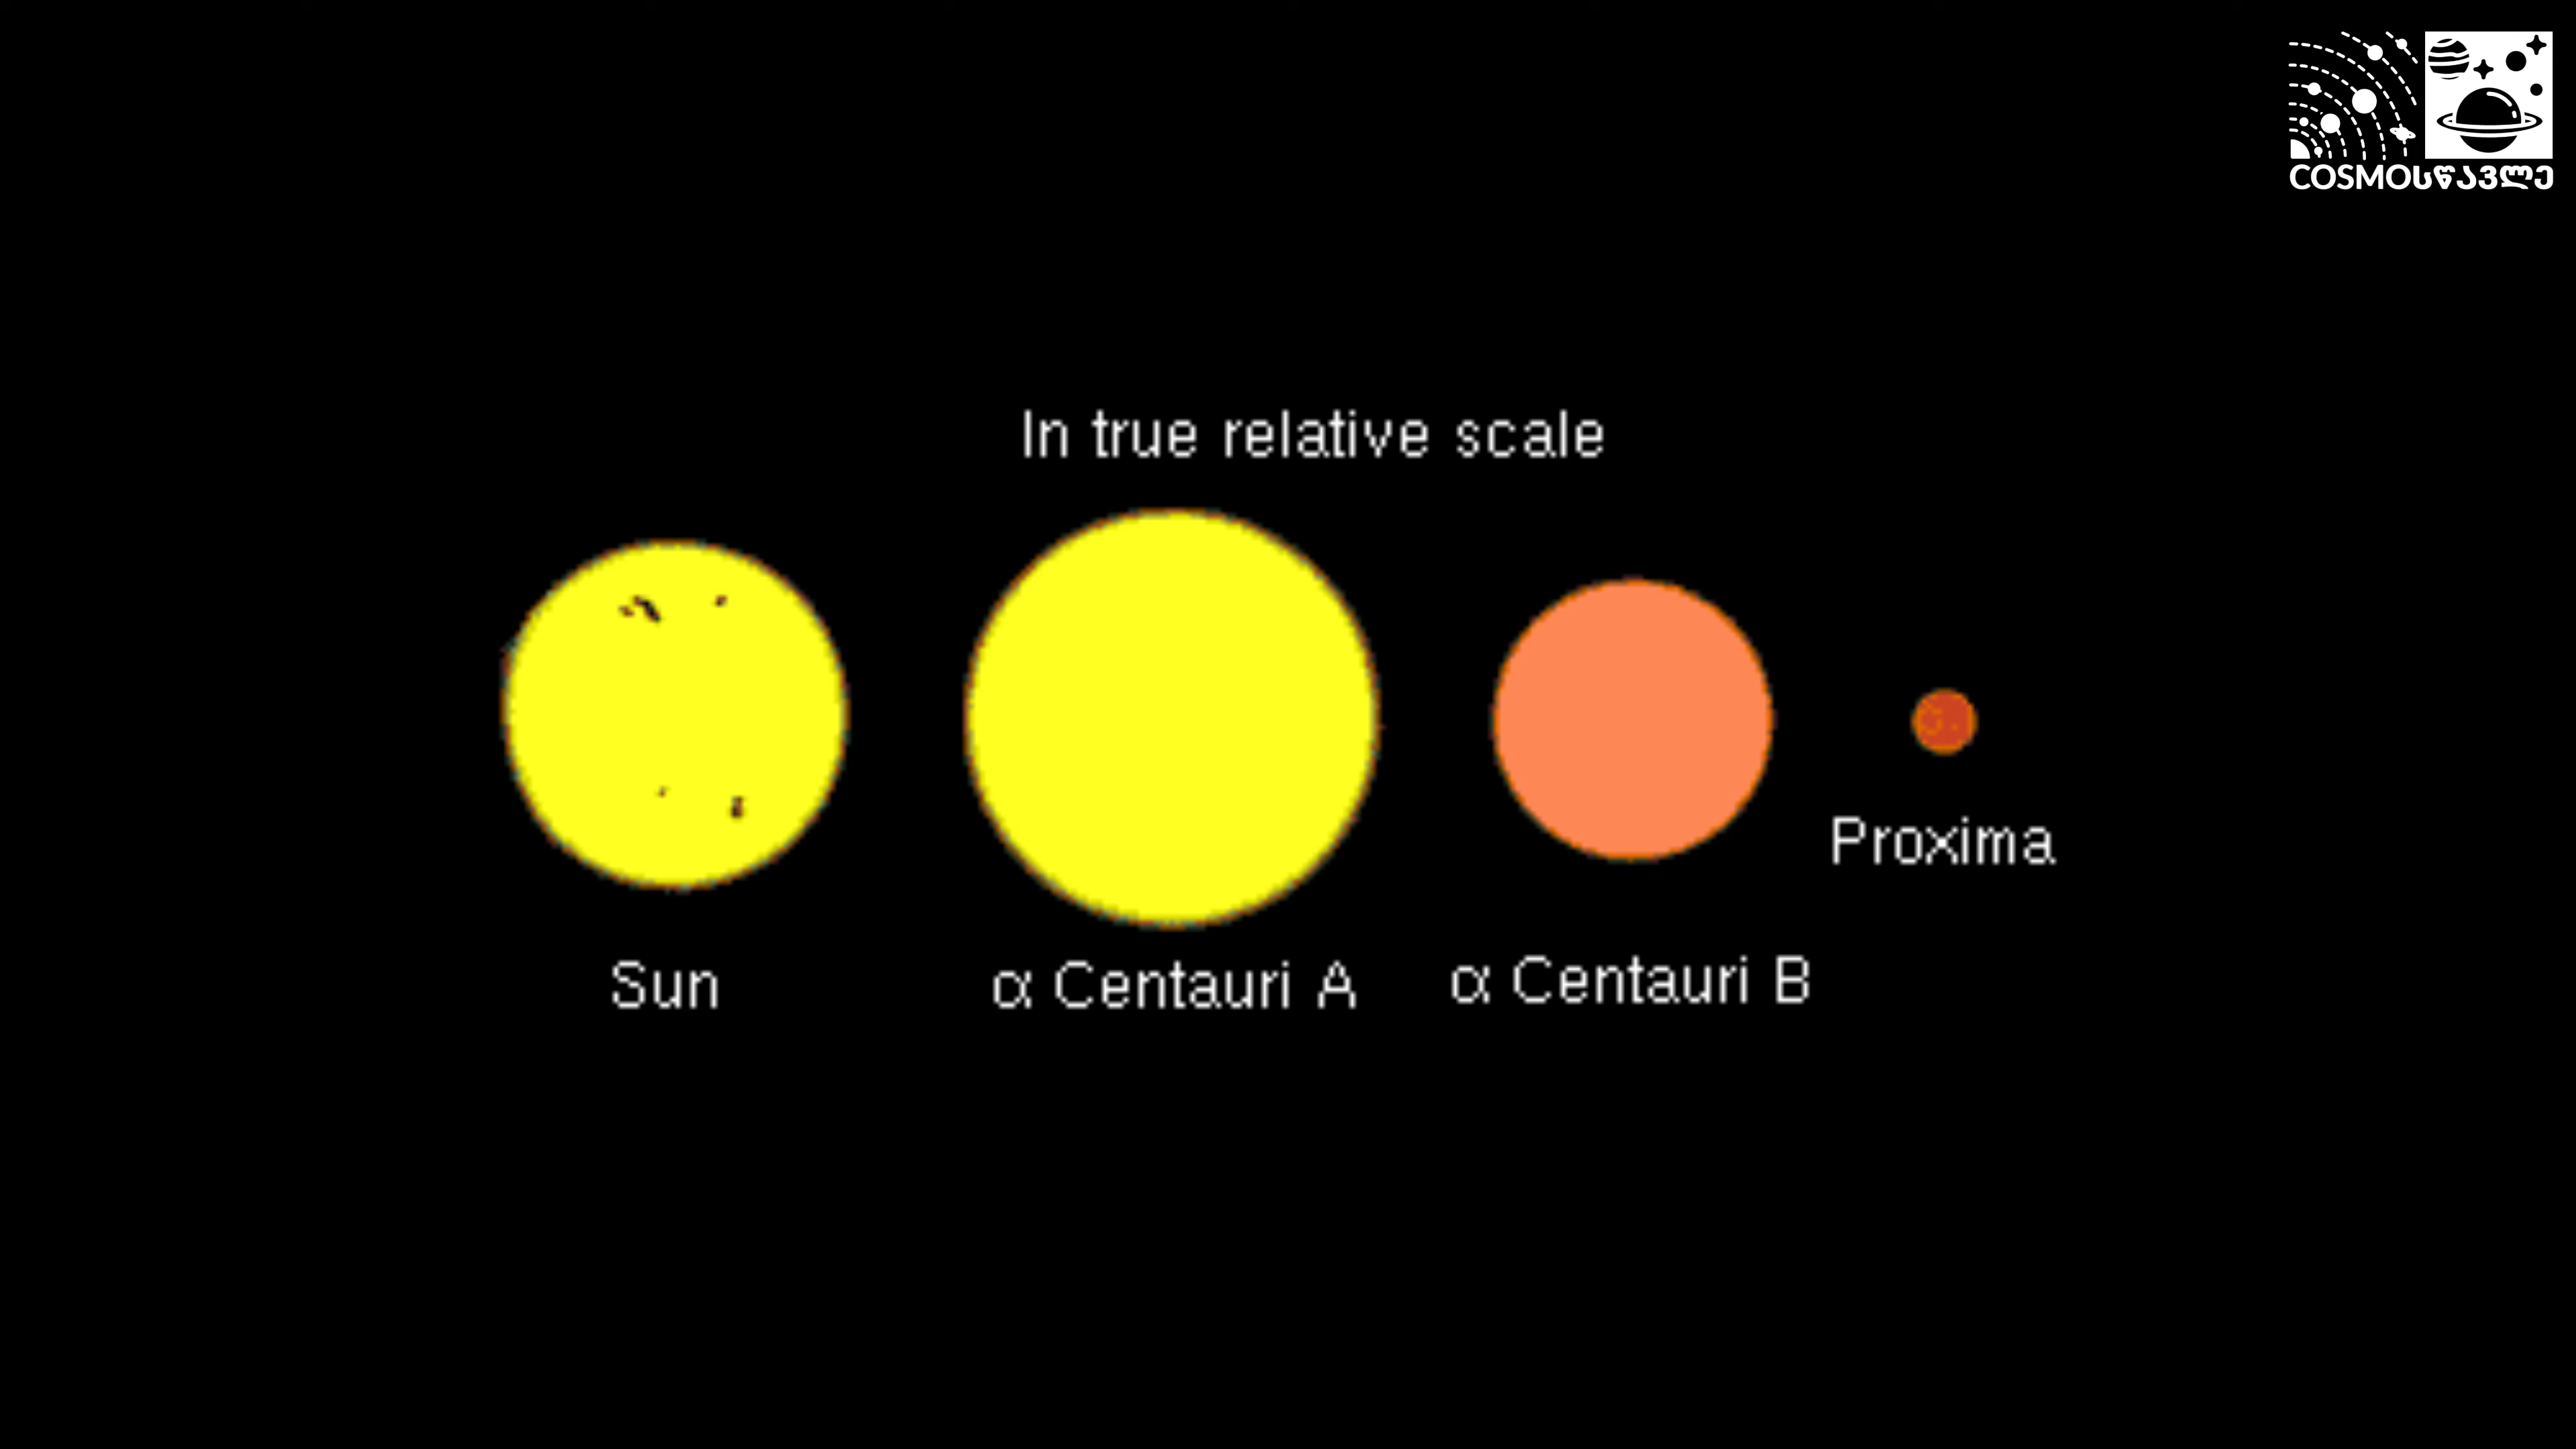 COSMOსწავლე
In true relative scale
Proxima
Sun
α Centauri A
α Centauri B